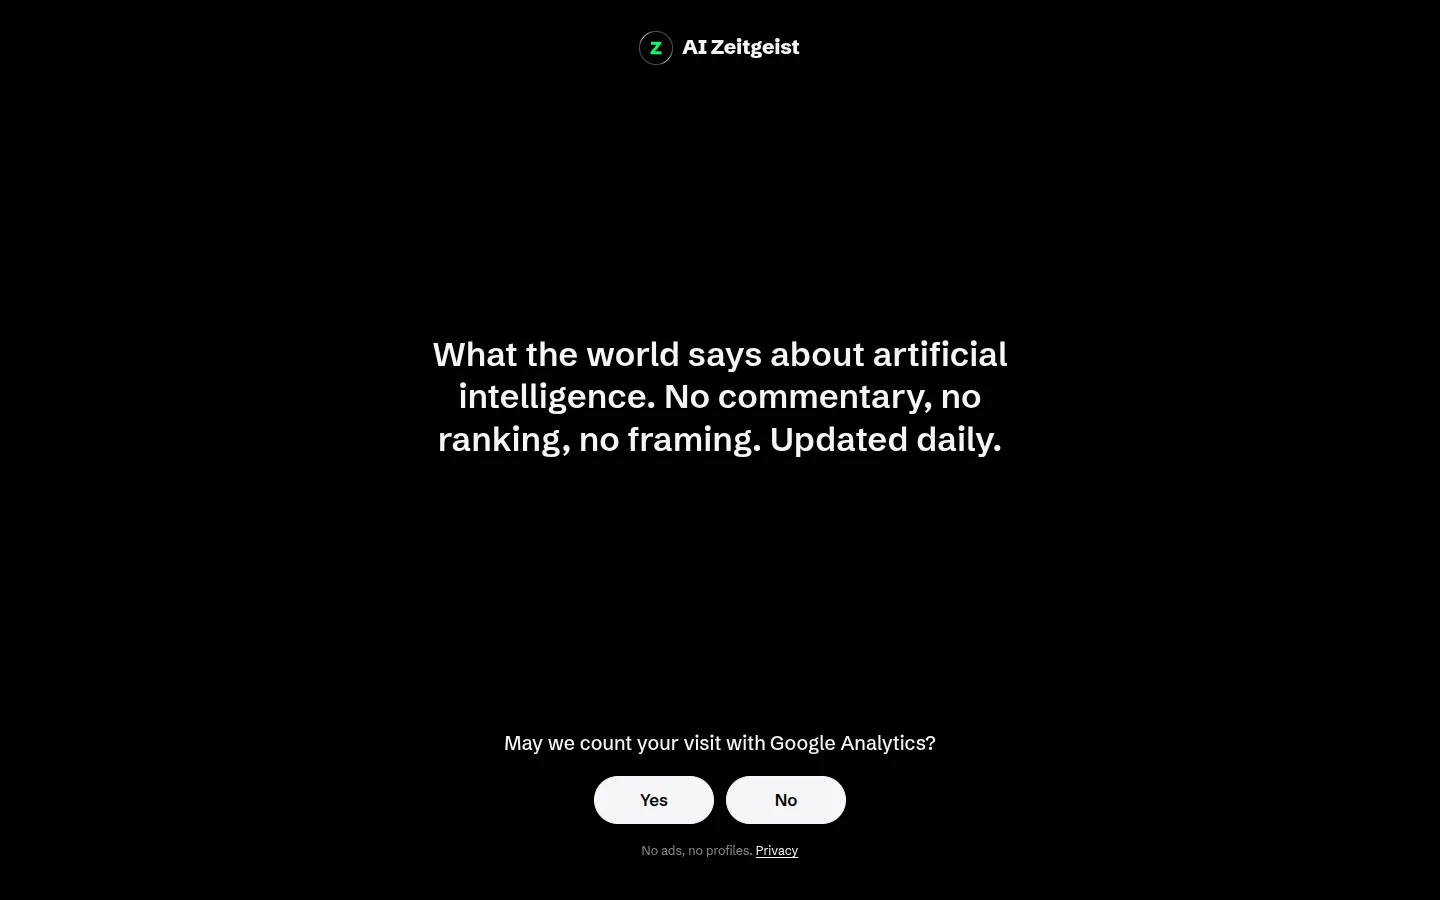 Z AI Zeitgeist
What the world says about artificial
intelligence. No commentary, no
ranking, no framing. Updated daily.
May we count your visit with Google Analytics?
Yes No
No ads, no profiles. Privacy